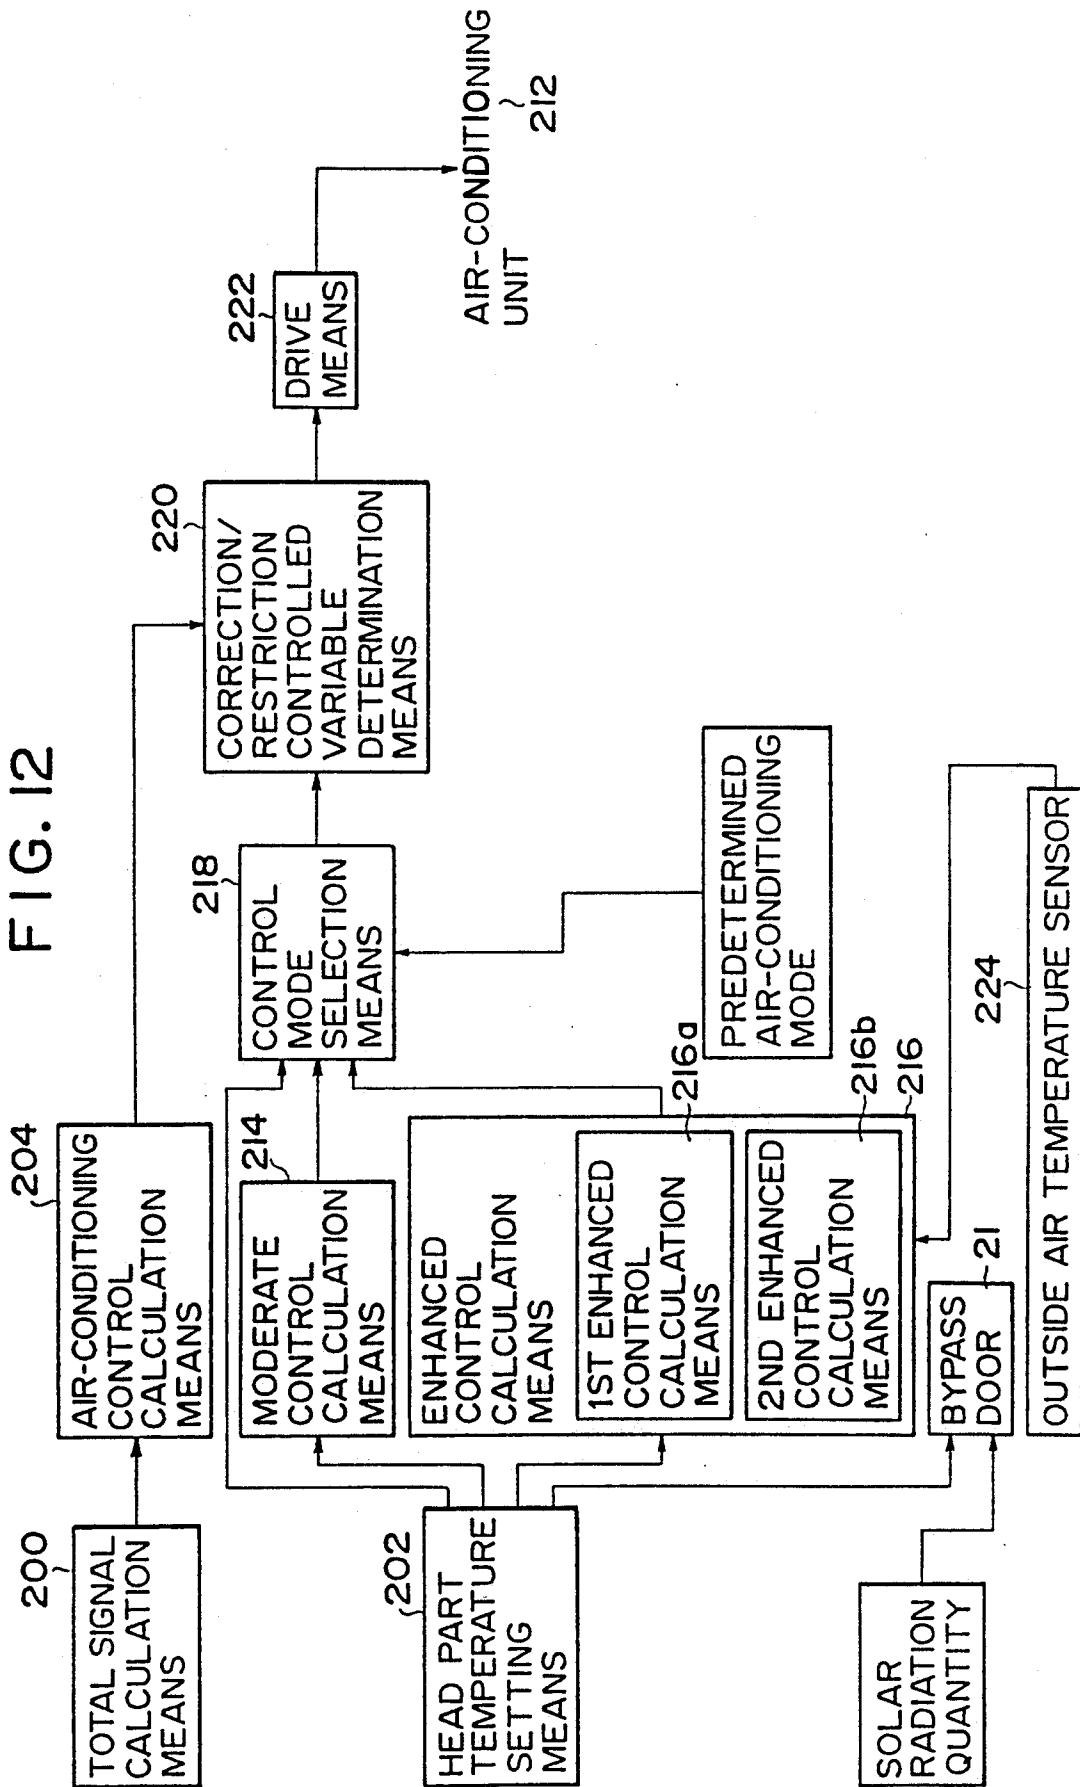 FIG. 12
200
TOTAL SIGNAL
CALCULATION
MEANS
204
AIR-CONDITIONING
CONTROL
CALCULATION
MEANS
202
HEAD PART
TEMPERATURE
SETTING
MEANS
214
MODERATE
CONTROL
CALCULATION
MEANS
ENHANCED
CONTROL
CALCULATION
MEANS
216a
1ST ENHANCED
CONTROL
CALCULATION
MEANS
216b
2ND ENHANCED
CONTROL
CALCULATION
MEANS
216
218
CONTROL
MODE
SELECTION
MEANS
220
CORRECTION/
RESTRICTION
CONTROLLED
VARIABLE
DETERMINATION
MEANS
222
DRIVE
MEANS
AIR-CONDITIONING
UNIT
212
PREDETERMINED
AIR-CONDITIONING
MODE
SOLAR
RADIATION
QUANTITY
BYPASS
DOOR
21
224
OUTSIDE AIR TEMPERATURE SENSOR